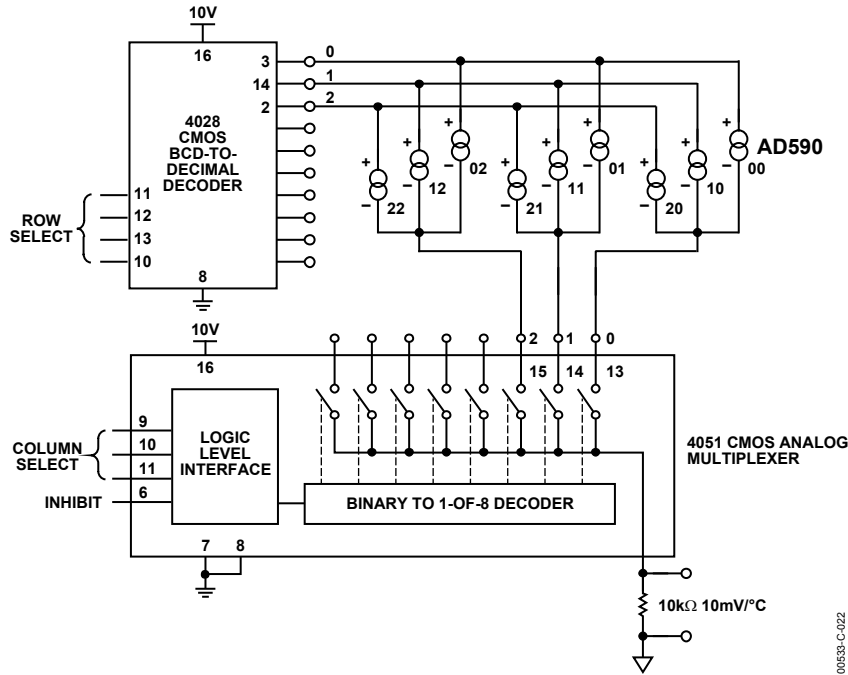 10V
16
3
0
14
1
2
2
4028
CMOS
BCD-TO-
DECIMAL
DECODER
ROW
SELECT
11
12
13
10
8
+
−
22
+
−
12
+
−
02
+
−
21
+
−
11
+
−
01
+
−
20
+
−
10
+
−
00
AD590
10V
16
2
1
0
15
14
13
COLUMN
SELECT
9
10
11
INHIBIT
6
LOGIC
LEVEL
INTERFACE
BINARY TO 1-OF-8 DECODER
4051 CMOS ANALOG
MULTIPLEXER
7
8
10kΩ 10mV/°C
00533-C-022